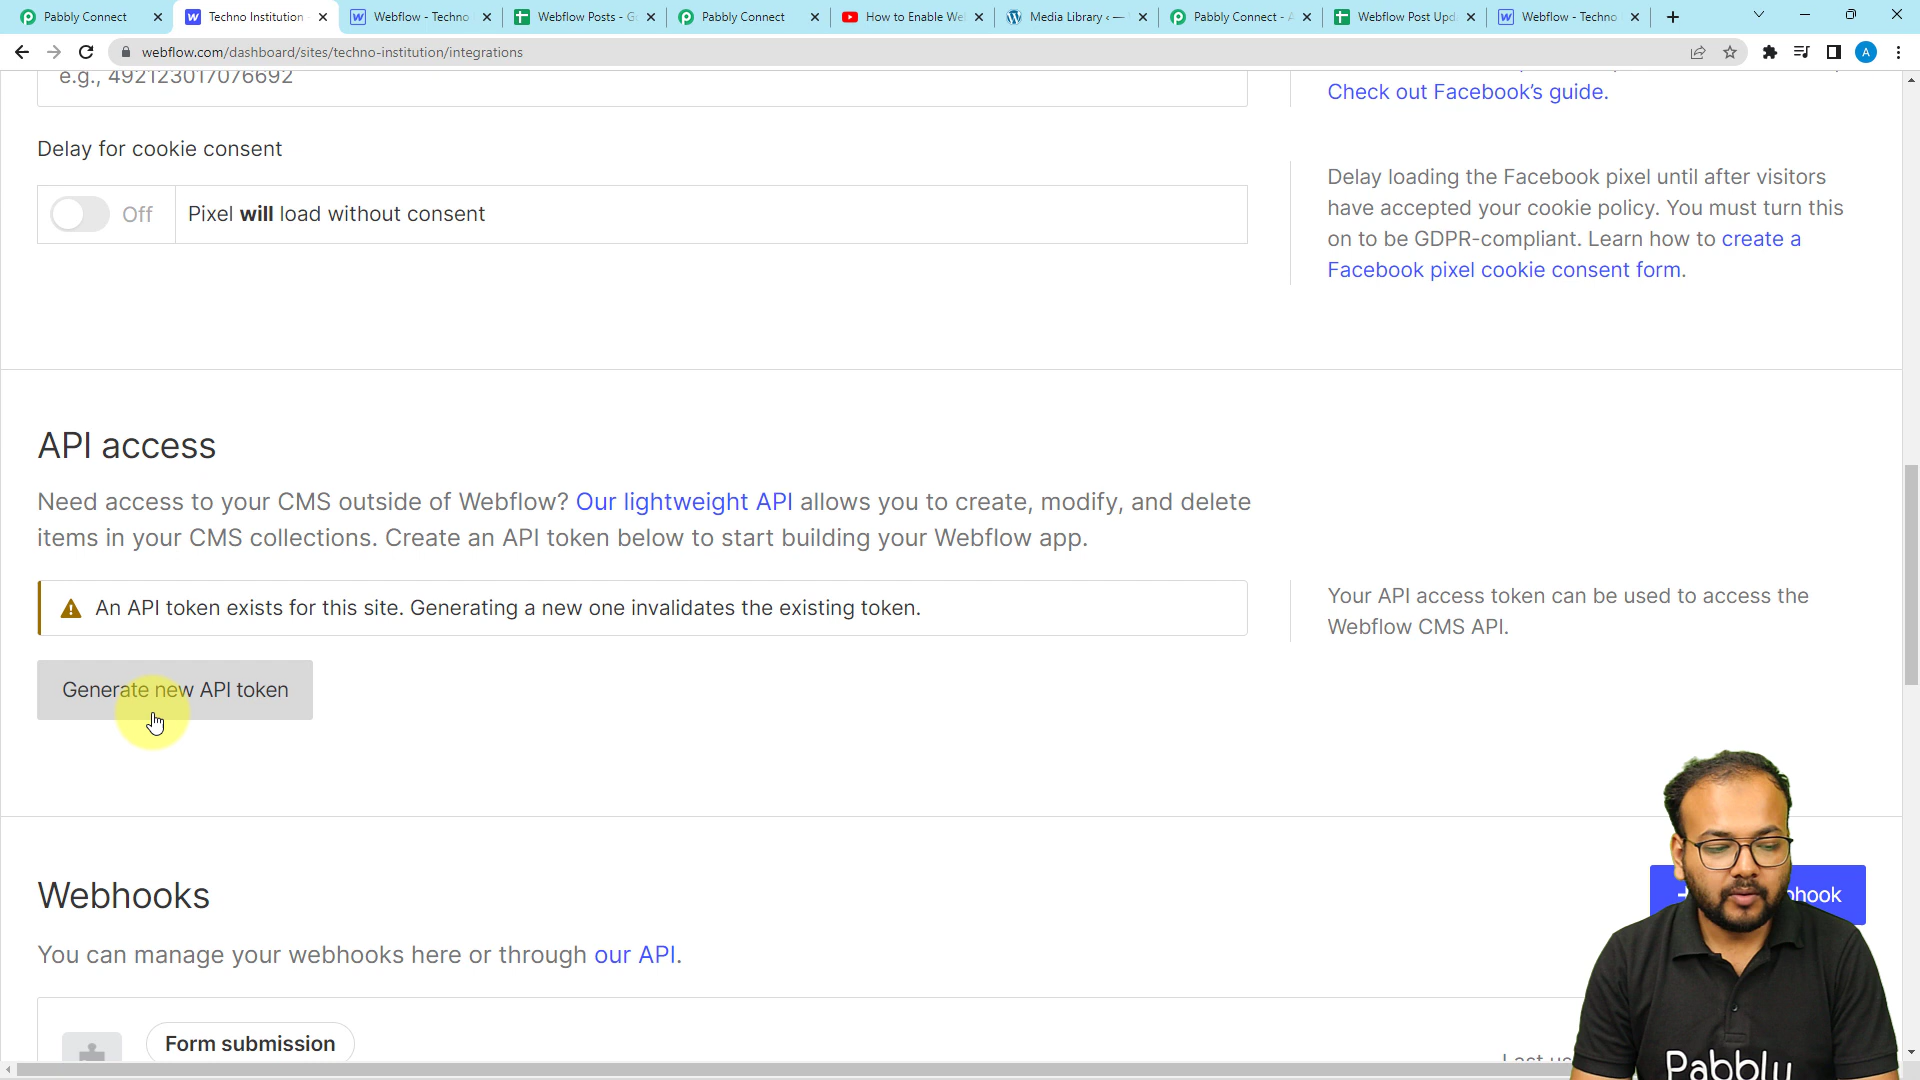 Pabbly Connect
Techno Institution
Webflow - Techno
Webflow Posts - G
Pabbly Connect
How to Enable We
Media Library ‹ —
Pabbly Connect - A
Webflow Post Upd
Webflow - Techno
webflow.com/dashboard/sites/techno-institution/integrations
A
e.g., 492123017076692
Check out Facebook's guide.
Delay for cookie consent
Off
Pixel will load without consent
Delay loading the Facebook pixel until after visitors
have accepted your cookie policy. You must turn this
on to be GDPR-compliant. Learn how to create a
Facebook pixel cookie consent form.
API access
Need access to your CMS outside of Webflow? Our lightweight API allows you to create, modify, and delete
items in your CMS collections. Create an API token below to start building your Webflow app.
An API token exists for this site. Generating a new one invalidates the existing token.
Your API access token can be used to access the
Webflow CMS API.
Generate new API token
Webhooks
You can manage your webhooks here or through our API.
Form submission
Pabbly